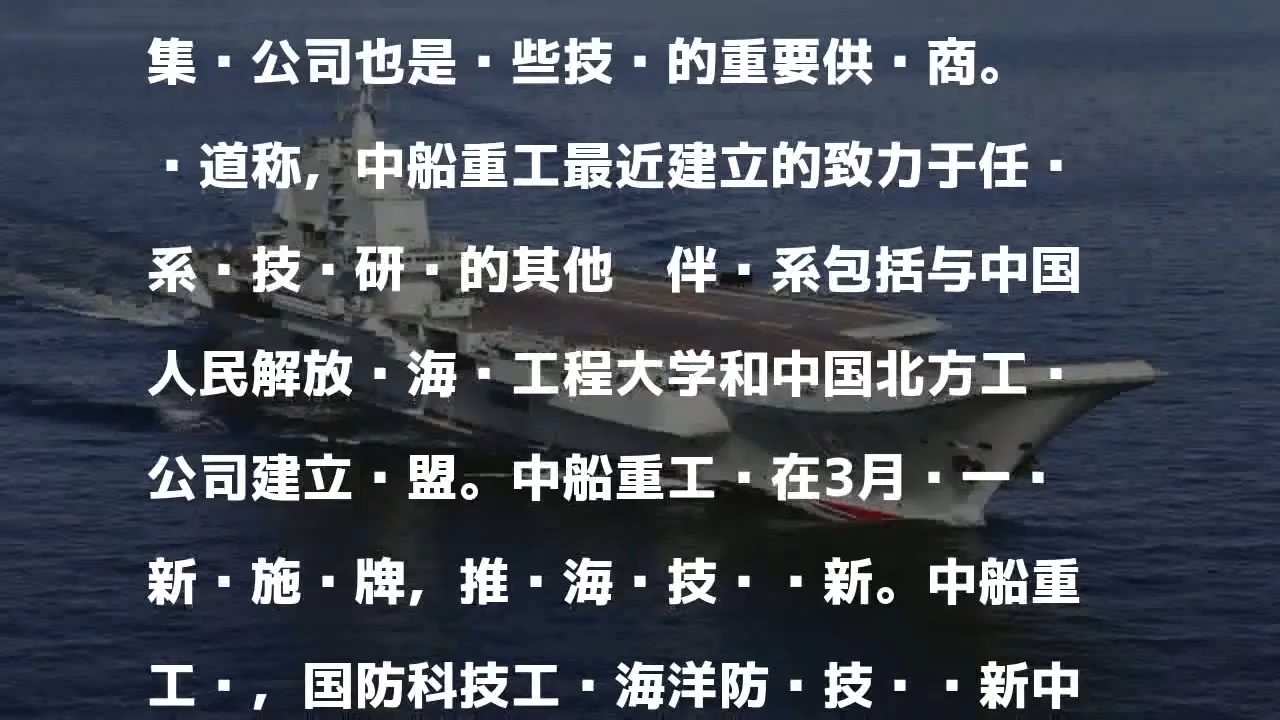 集·公司也是·些技·的重要供·商。
·道称，中船重工最近建立的致力于任·
系·技·研·的其他 伴·系包括与中国
人民解放·海·工程大学和中国北方工·
公司建立·盟。中船重工·在3月·一·
新·施·牌，推·海·技··新。中船重
工·，国防科技工·海洋防·技··新中